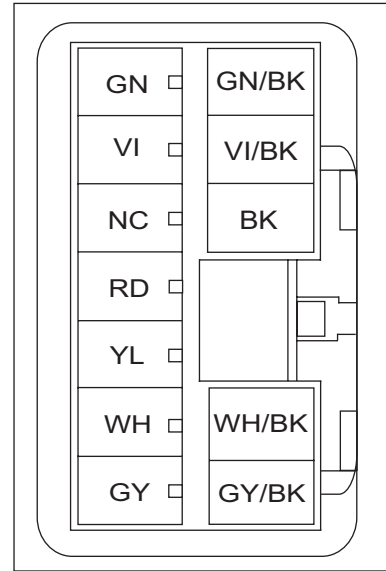 GN GN/BK
VI VI/BK
NC BK
RD
YL
WH WH/BK
GY GY/BK